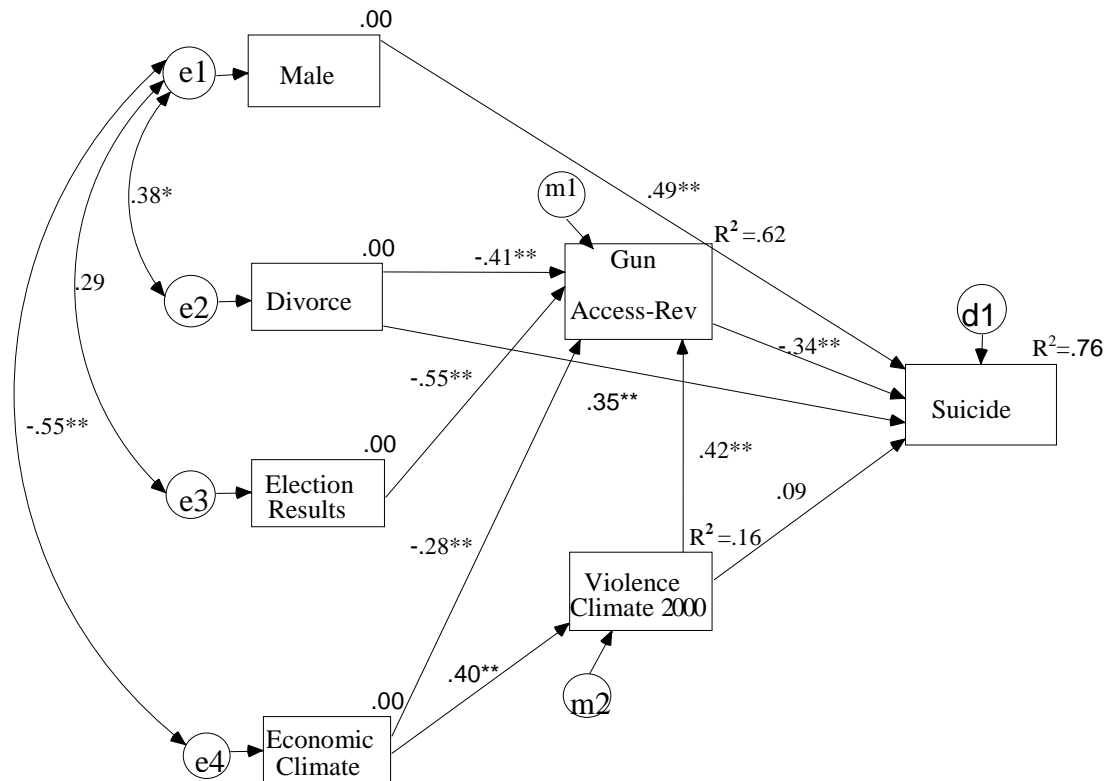 .00
e1
Male
.38*
.49**
m1
.00
-.41**
R²=.62
Gun
Access-Rev
e2
Divorce
.29
d1
-.34**
R²=.76
-.55**
.35**
Suicide
-.55**
.00
.42**
e3
Election
Results
.09
-.28**
R²=.16
Violence
Climate 2000
.40**
.00
m2
e4
Economic
Climate